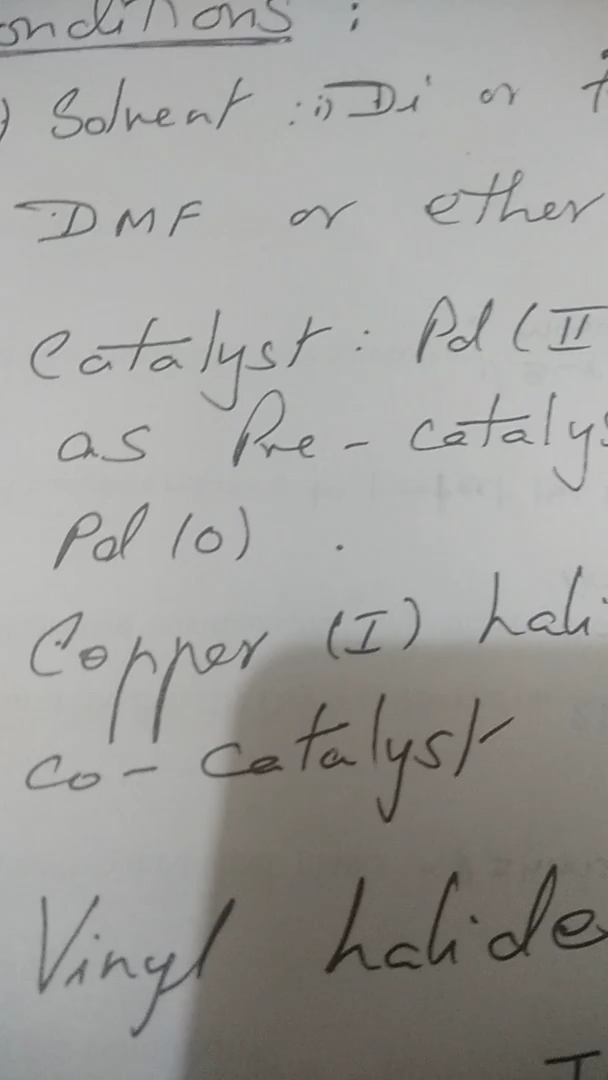 onditions :
) Solvent : i) Di or
DMF or ether
Catalyst : Pd (II
as Pre - catalys
Pd (0) .
Copper (I) hali
co - catalyst
Vinyl halide